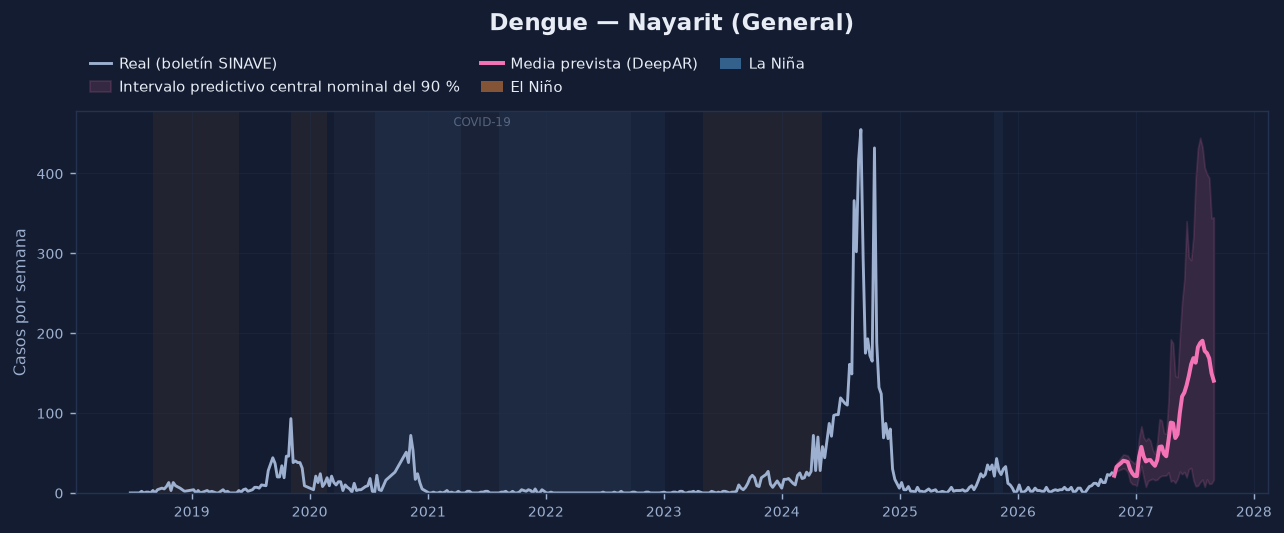 Dengue — Nayarit (General)
Real (boletín SINAVE)
Intervalo predictivo central nominal del 90 %
Media prevista (DeepAR)
El Niño
La Niña
COVID-19
Casos por semana
400
300
200
100
0
2019 2020 2021 2022 2023 2024 2025 2026 2027 2028